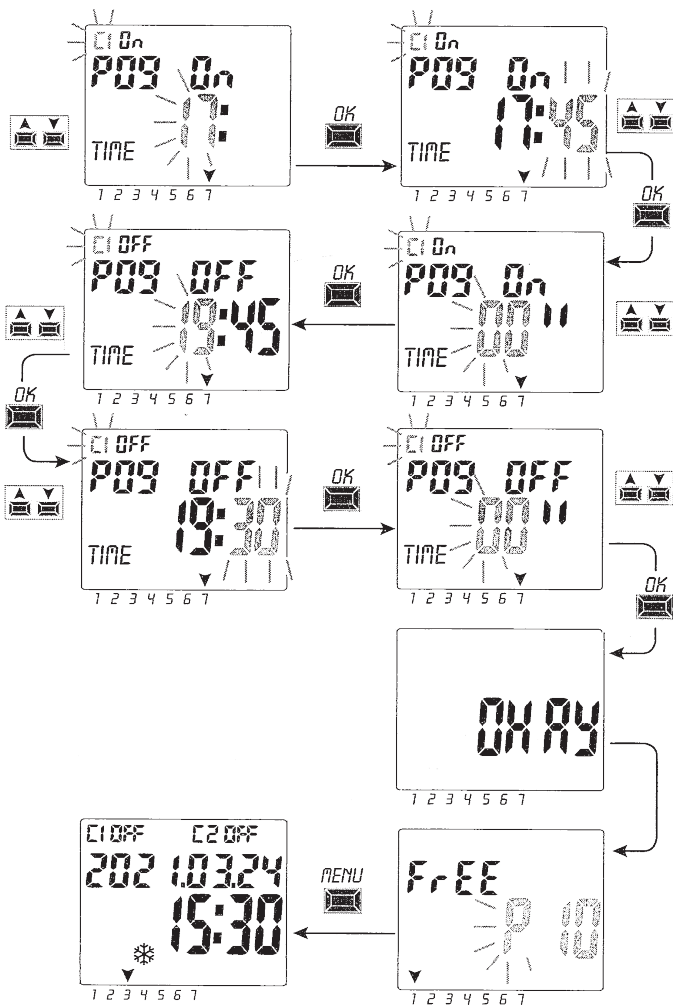 C1 On
P09 On
17:
TIME
1 2 3 4 5 6 7
OK
C1 On
P09 On
17:45
TIME
1 2 3 4 5 6 7
OK
C1 OFF
P09 OFF
19:45
TIME
1 2 3 4 5 6 7
OK
C1 On
P09 On
00"
TIME
1 2 3 4 5 6 7
OK
C1 OFF
P09 OFF
19:30
TIME
1 2 3 4 5 6 7
OK
C1 OFF
P09 OFF
00"
TIME
1 2 3 4 5 6 7
OK
OKAY
1 2 3 4 5 6 7
C1 OFF C2 OFF
2021.03.24
15:30
1 2 3 4 5 6 7
MENU
FrEE
P 10
1 2 3 4 5 6 7